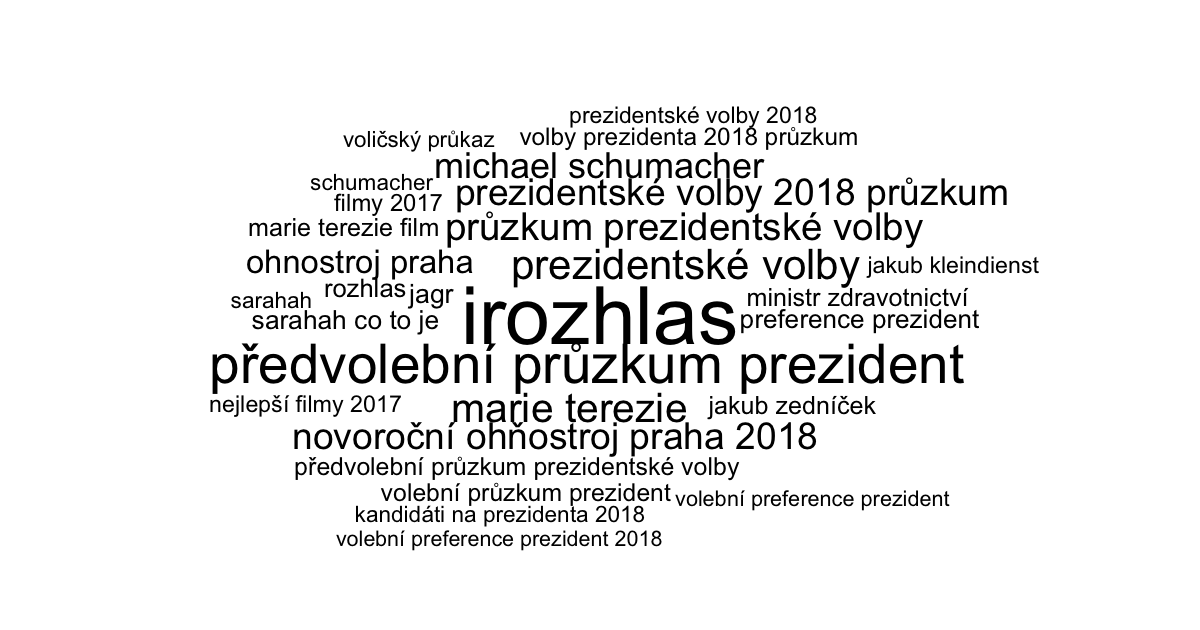 prezidentské volby 2018
voličský průkaz
volby prezidenta 2018 průzkum
michael schumacher
schumacher
prezidentské volby 2018 průzkum
filmy 2017
marie terezie film
průzkum prezidentské volby
ohnostroj praha
prezidentské volby
jakub kleindienst
rozhlas
jagr
sarahah
irozhlas
ministr zdravotnictví
sarahah co to je
preference prezident
předvolební průzkum prezident
nejlepší filmy 2017
marie terezie
jakub zedníček
novoroční ohňostroj praha 2018
předvolební průzkum prezidentské volby
volební průzkum prezident
volební preference prezident
kandidáti na prezidenta 2018
volební preference prezident 2018